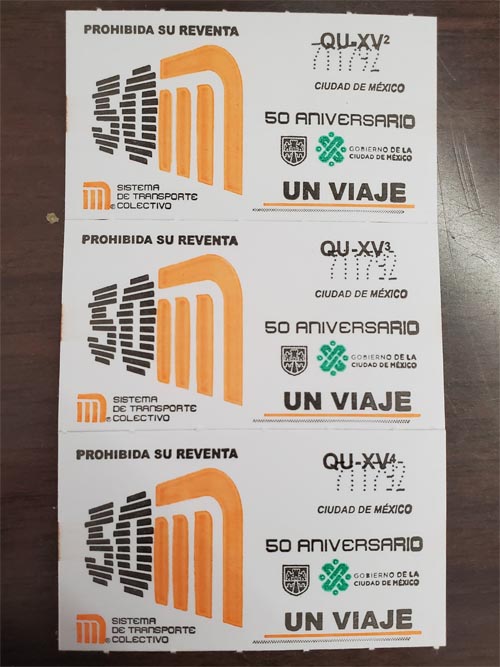 PROHIBIDA SU REVENTA
QU-XV²
711792
CIUDAD DE MÉXICO
50 ANIVERSARIO
GOBIERNO DE LA
CIUDAD DE MÉXICO
SISTEMA
DE TRANSPORTE
COLECTIVO
UN VIAJE
PROHIBIDA SU REVENTA
QU-XV³
711792
CIUDAD DE MÉXICO
50 ANIVERSARIO
GOBIERNO DE LA
CIUDAD DE MÉXICO
SISTEMA
DE TRANSPORTE
COLECTIVO
UN VIAJE
PROHIBIDA SU REVENTA
QU-XV⁴
711792
CIUDAD DE MÉXICO
50 ANIVERSARIO
GOBIERNO DE LA
CIUDAD DE MÉXICO
SISTEMA
DE TRANSPORTE
COLECTIVO
UN VIAJE